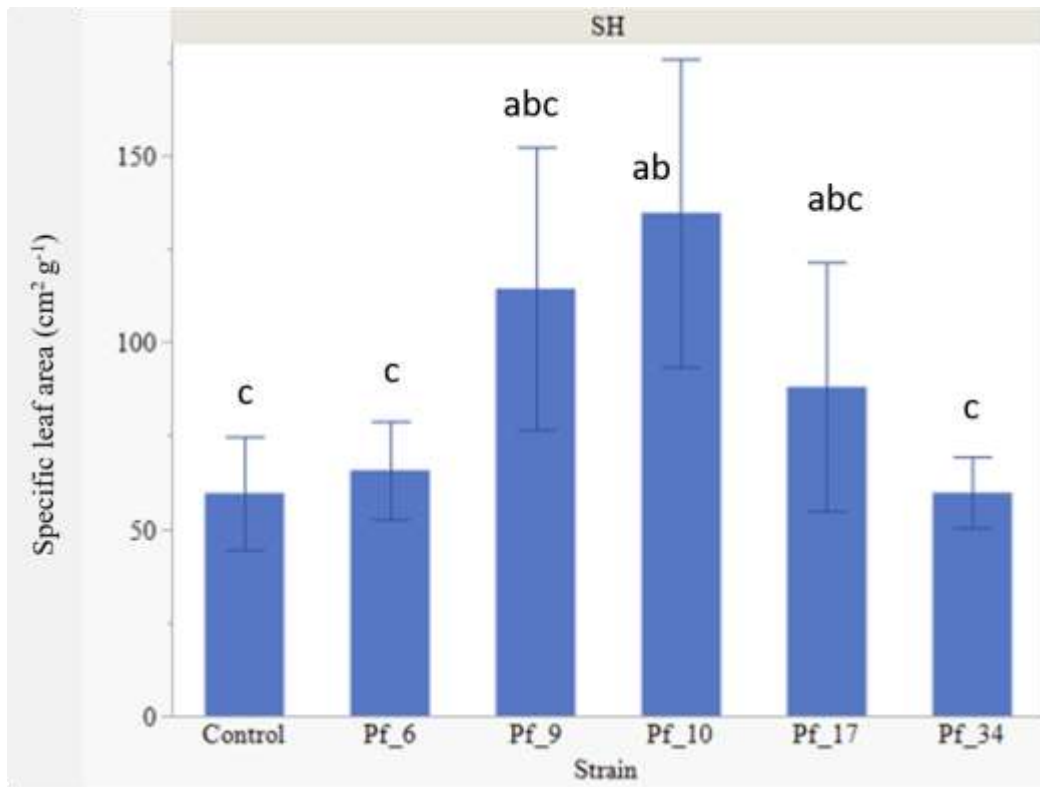 SH
Specific leaf area (cm² g⁻¹)
150
100
50
0
c
c
abc
ab
abc
c
Control Pf_6 Pf_9 Pf_10 Pf_17 Pf_34
Strain